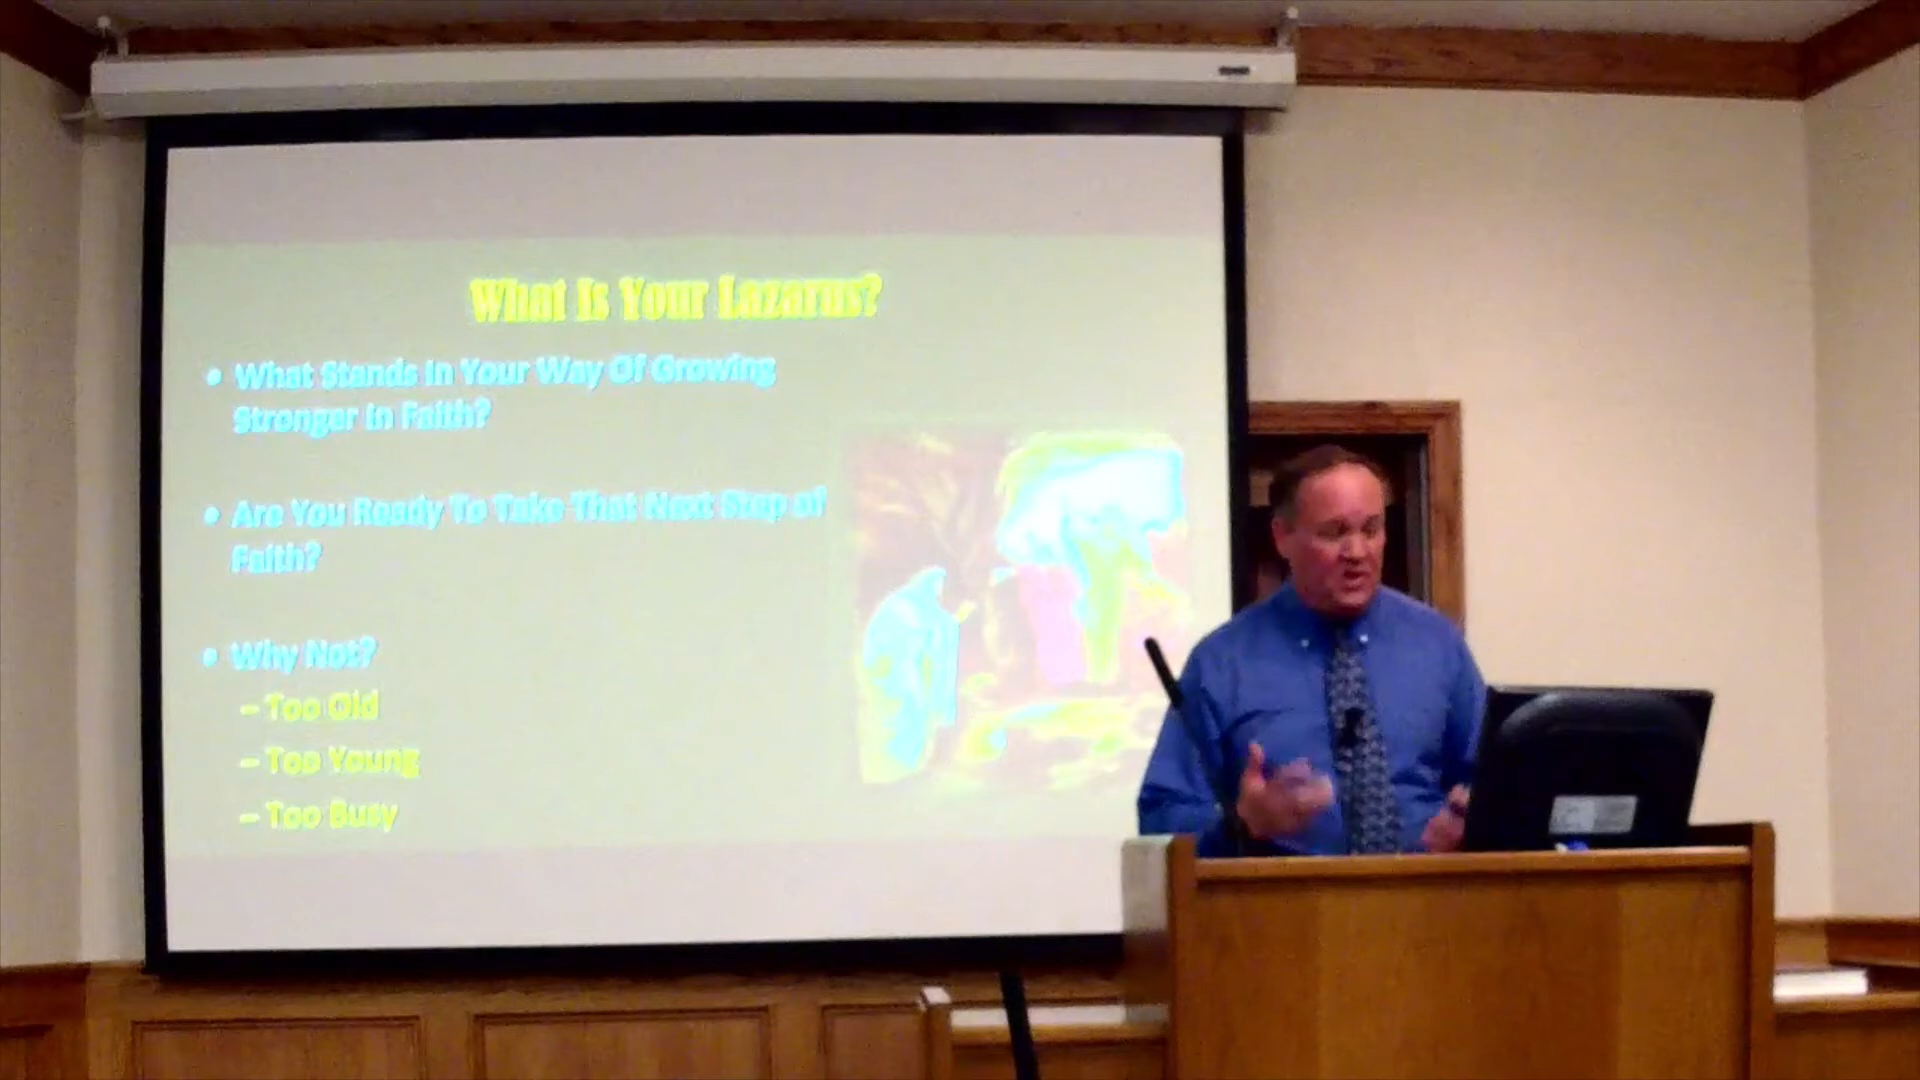 What Is Your Lazarus?
• What Stands In Your Way Of Growing
Stronger In Faith?
• Are You Ready To Take That Next Step of
Faith?
• Why Not?
– Too Old
– Too Young
– Too Busy